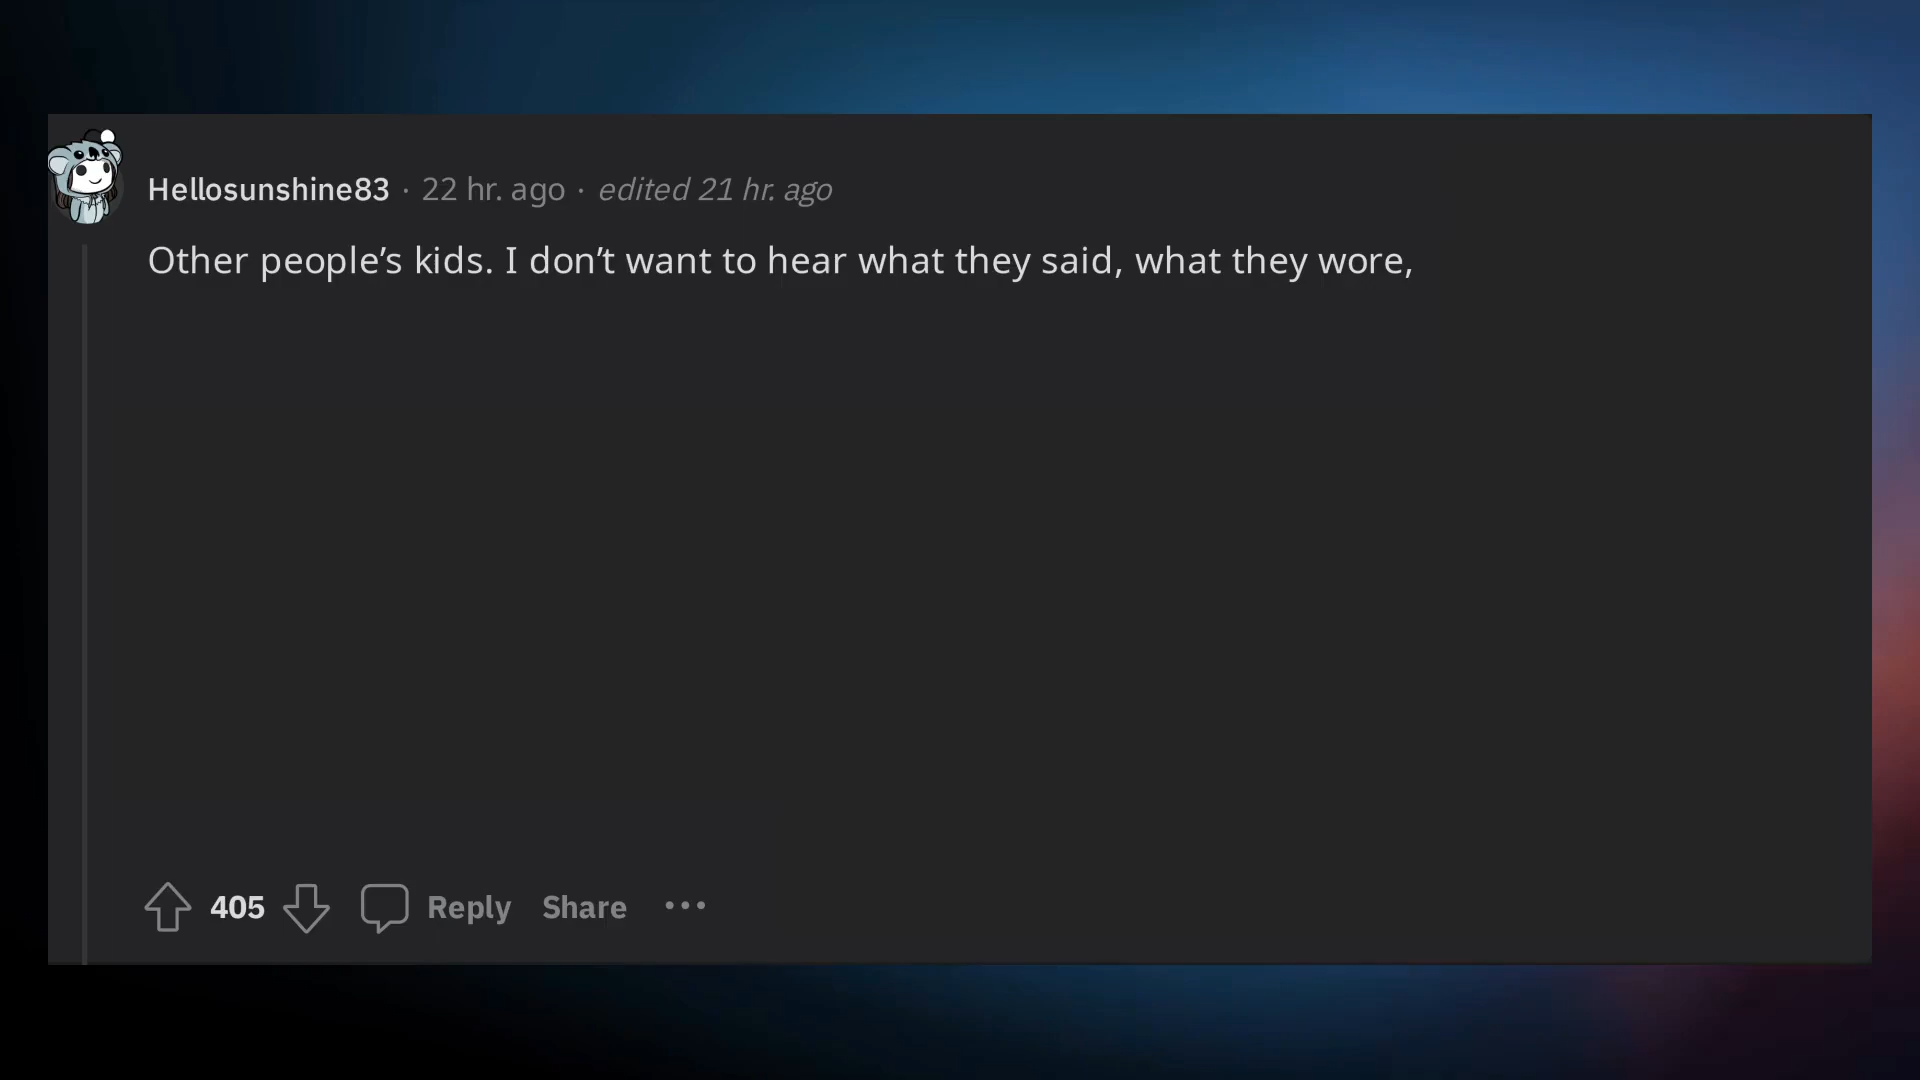 Hellosunshine83 · 22 hr. ago · edited 21 hr. ago
Other people’s kids. I don’t want to hear what they said, what they wore,
405 Reply Share ···